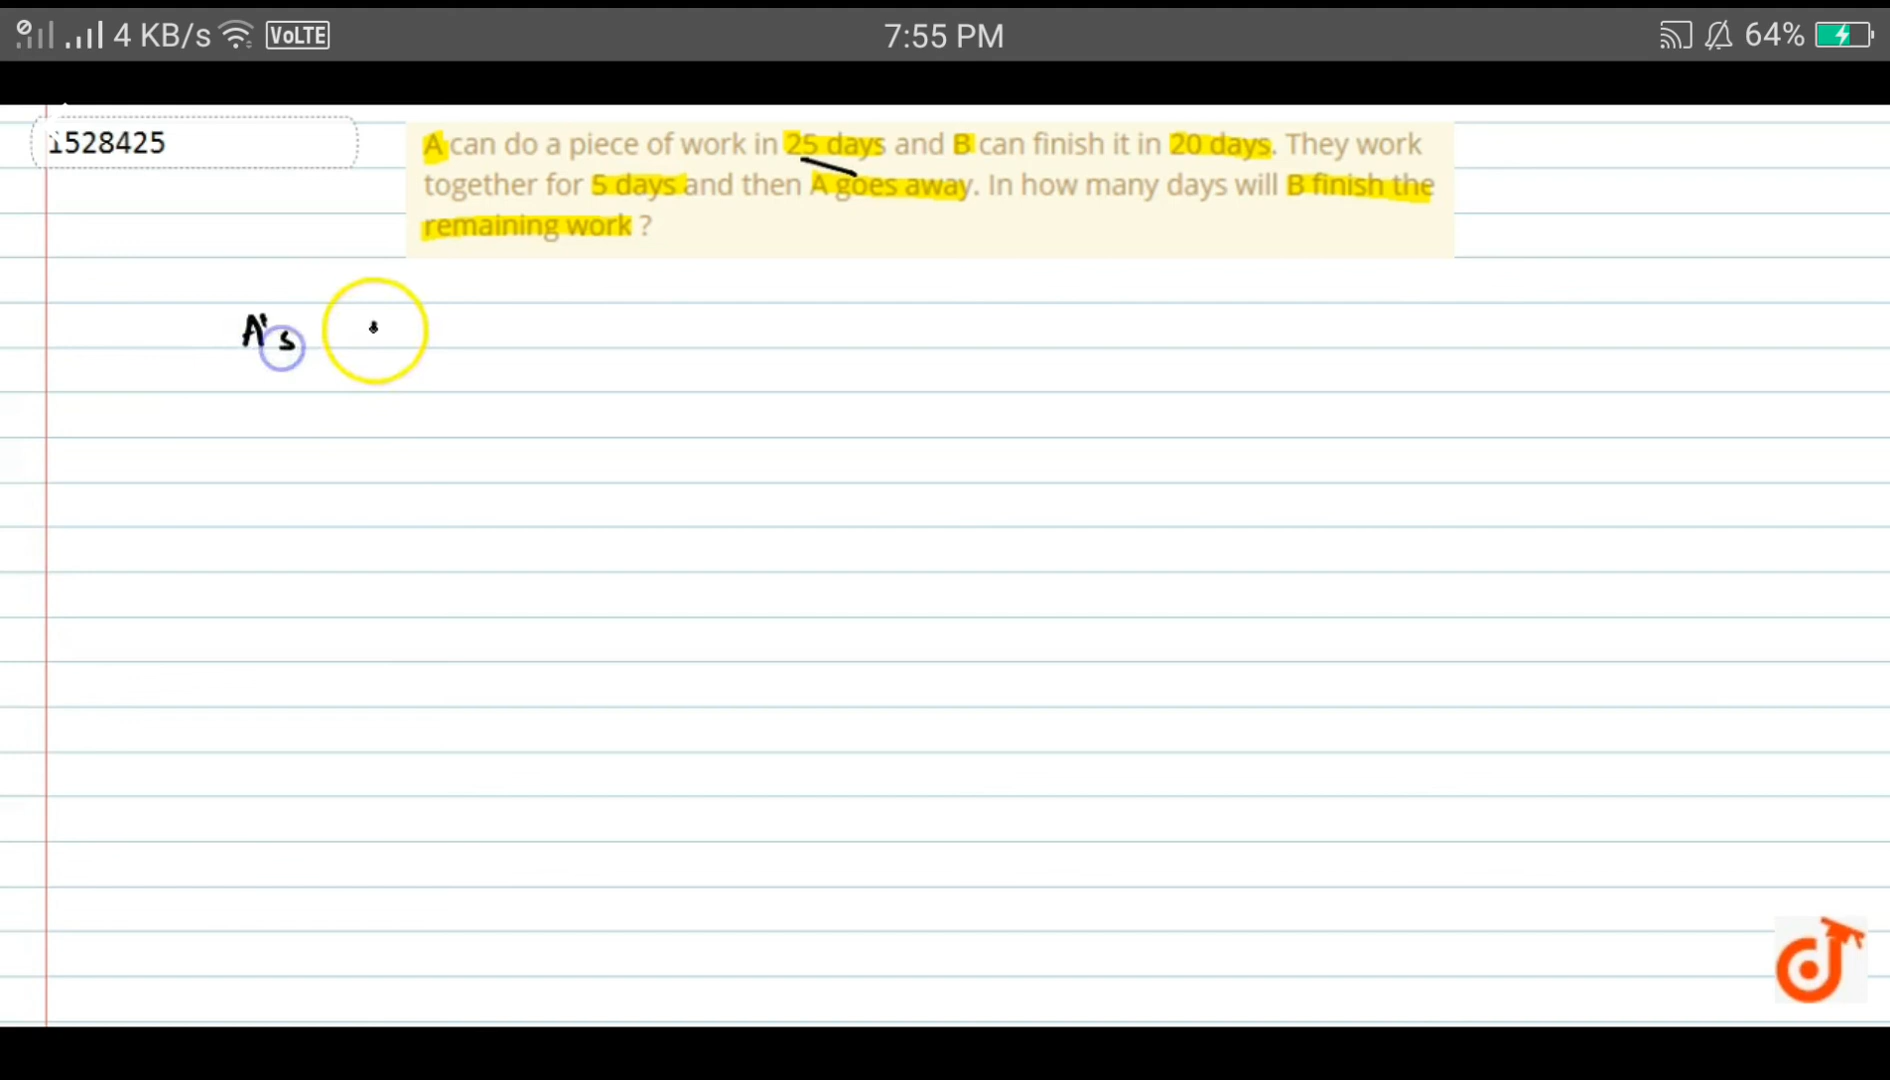 4 KB/s VoLTE 7:55 PM 64%
1528425
A can do a piece of work in 25 days and B can finish it in 20 days. They work
together for 5 days and then A goes away. In how many days will B finish the
remaining work ?
A's